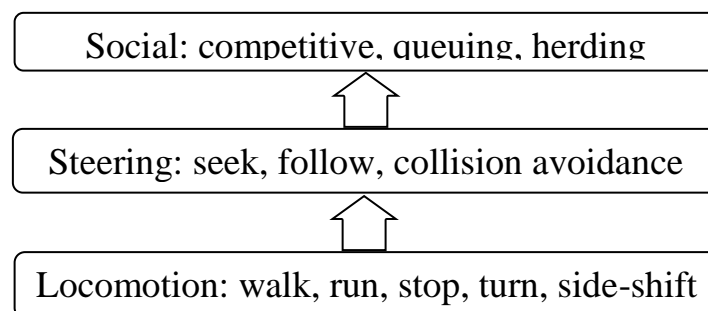 Social: competitive, queuing, herding
Steering: seek, follow, collision avoidance
Locomotion: walk, run, stop, turn, side-shift